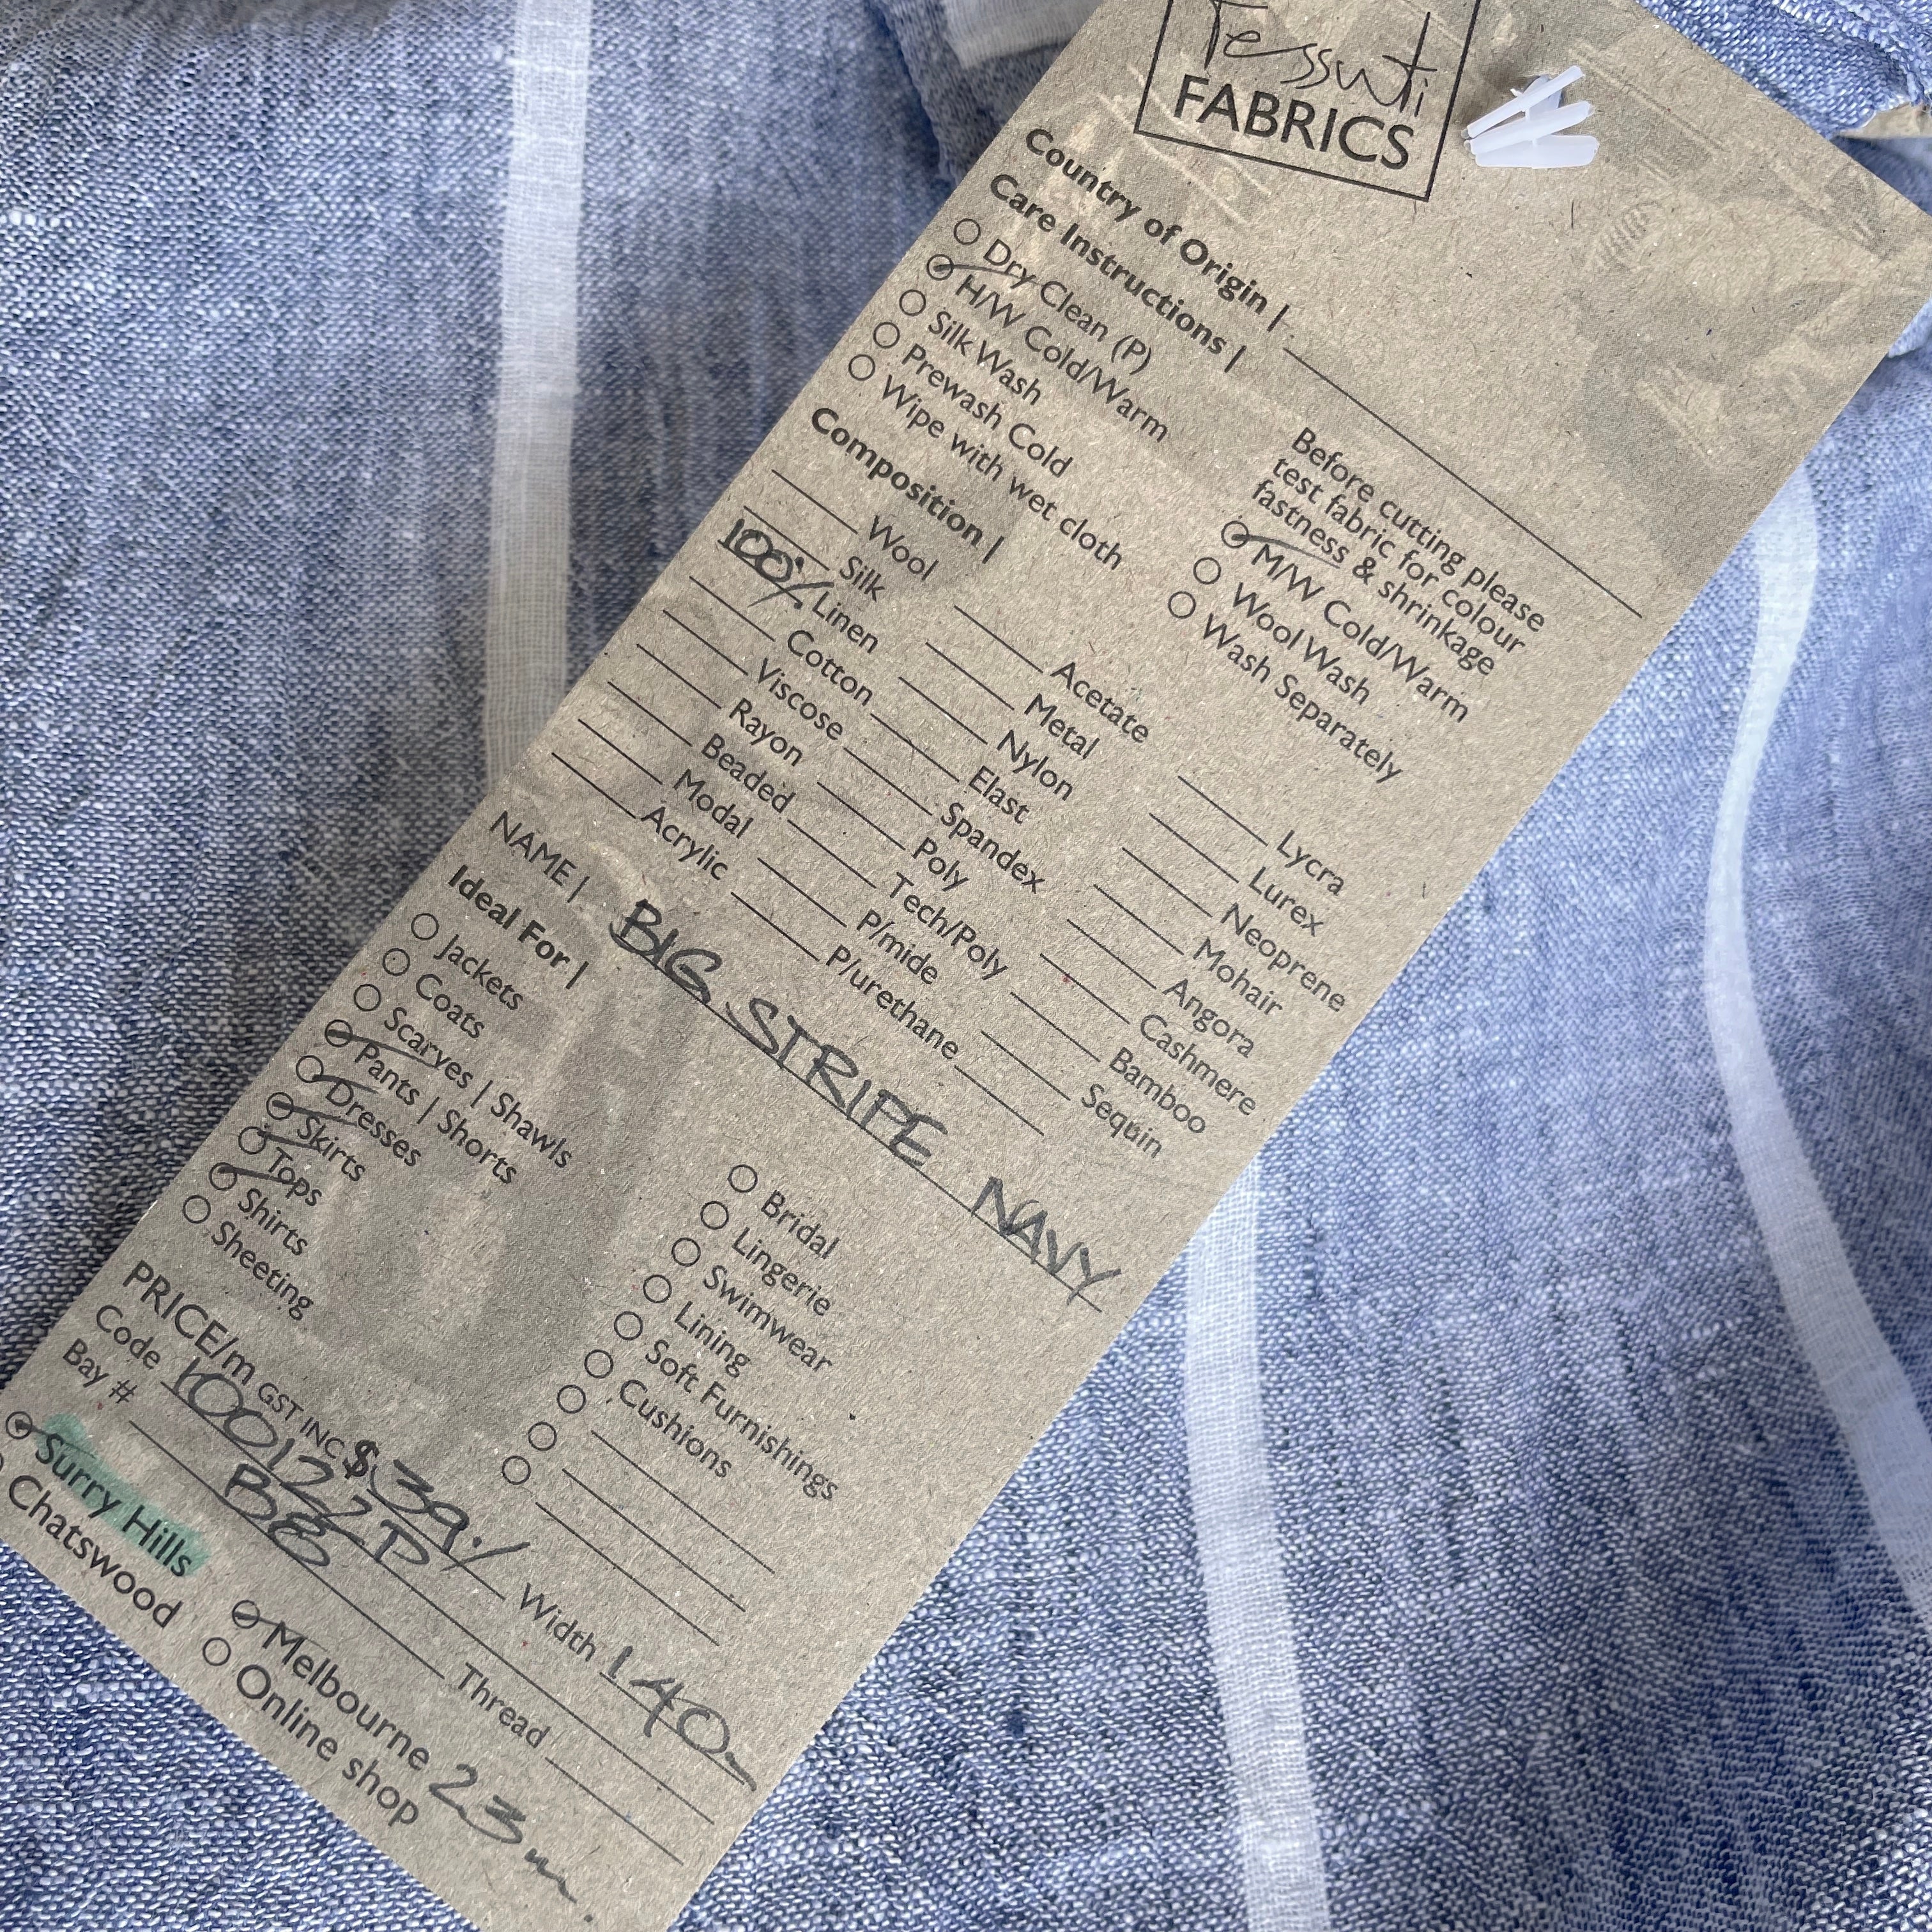 Tessuti
FABRICS
Country of Origin |
Care Instructions |
Dry Clean (P)
H/W Cold/Warm
Silk Wash
Prewash Cold
Wipe with wet cloth
Before cutting please
test fabric for colour
fastness & shrinkage
M/W Cold/Warm
Wool Wash
Wash Separately
Composition |
Wool
Silk
100% Linen
Cotton
Viscose
Rayon
Beaded
Modal
Acrylic
Acetate
Metal
Nylon
Elast
Spandex
Poly
Tech/Poly
P/mide
P/urethane
Lycra
Lurex
Neoprene
Mohair
Angora
Cashmere
Bamboo
Sequin
NAME | BIG STRIPE NAVY
Ideal For |
Jackets
Coats
Scarves | Shawls
Pants | Shorts
Dresses
Skirts
Tops
Shirts
Sheeting
Bridal
Lingerie
Swimwear
Lining
Soft Furnishings
Cushions
PRICE/m GST INC $ 39./ Width 140
Code 100122P
Bay # B8 Thread
Surry Hills
Chatswood
Melbourne 23m
Online shop